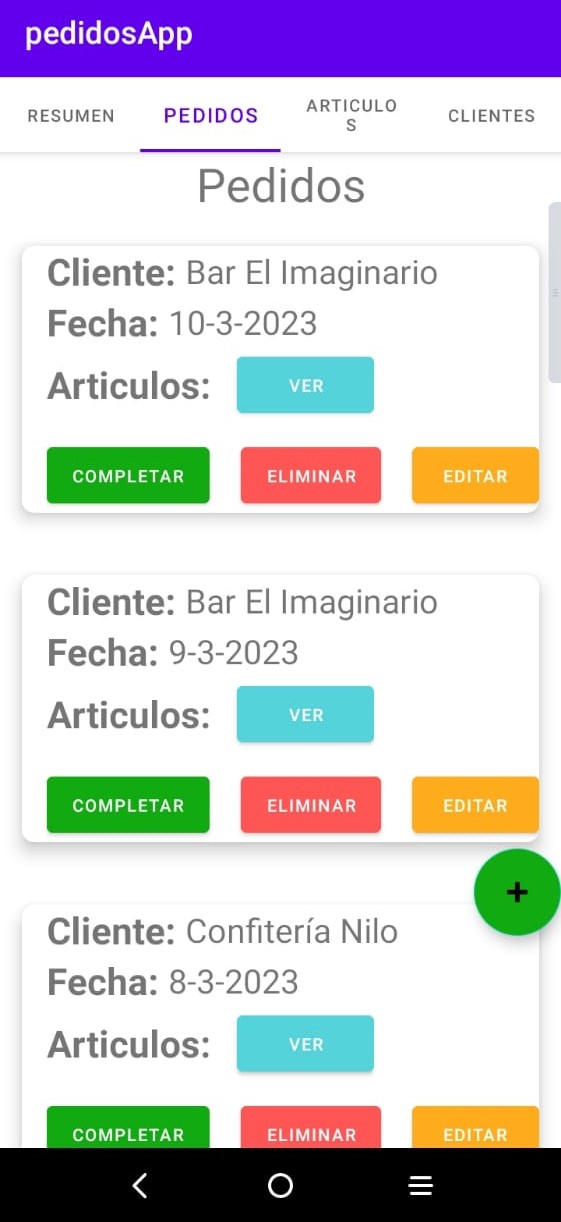 pedidosApp
RESUMEN PEDIDOS ARTICULO CLIENTES
S
Pedidos
Cliente: Bar El Imaginario
Fecha: 10-3-2023
Articulos: VER
COMPLETAR ELIMINAR EDITAR
Cliente: Bar El Imaginario
Fecha: 9-3-2023
Articulos: VER
COMPLETAR ELIMINAR EDITAR
+
Cliente: Confitería Nilo
Fecha: 8-3-2023
Articulos: VER
COMPLETAR ELIMINAR EDITAR